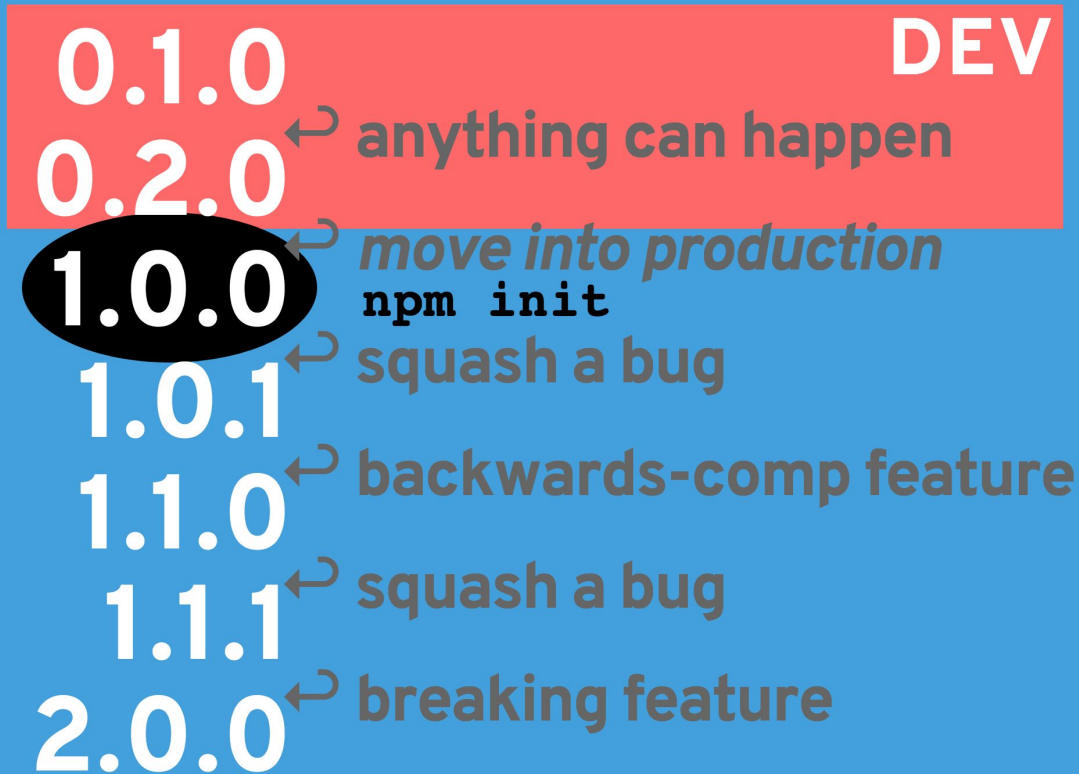 0.1.0
DEV
↩ anything can happen
0.2.0
↩ move into production
1.0.0
npm init
↩ squash a bug
1.0.1
↩ backwards-comp feature
1.1.0
↩ squash a bug
1.1.1
↩ breaking feature
2.0.0